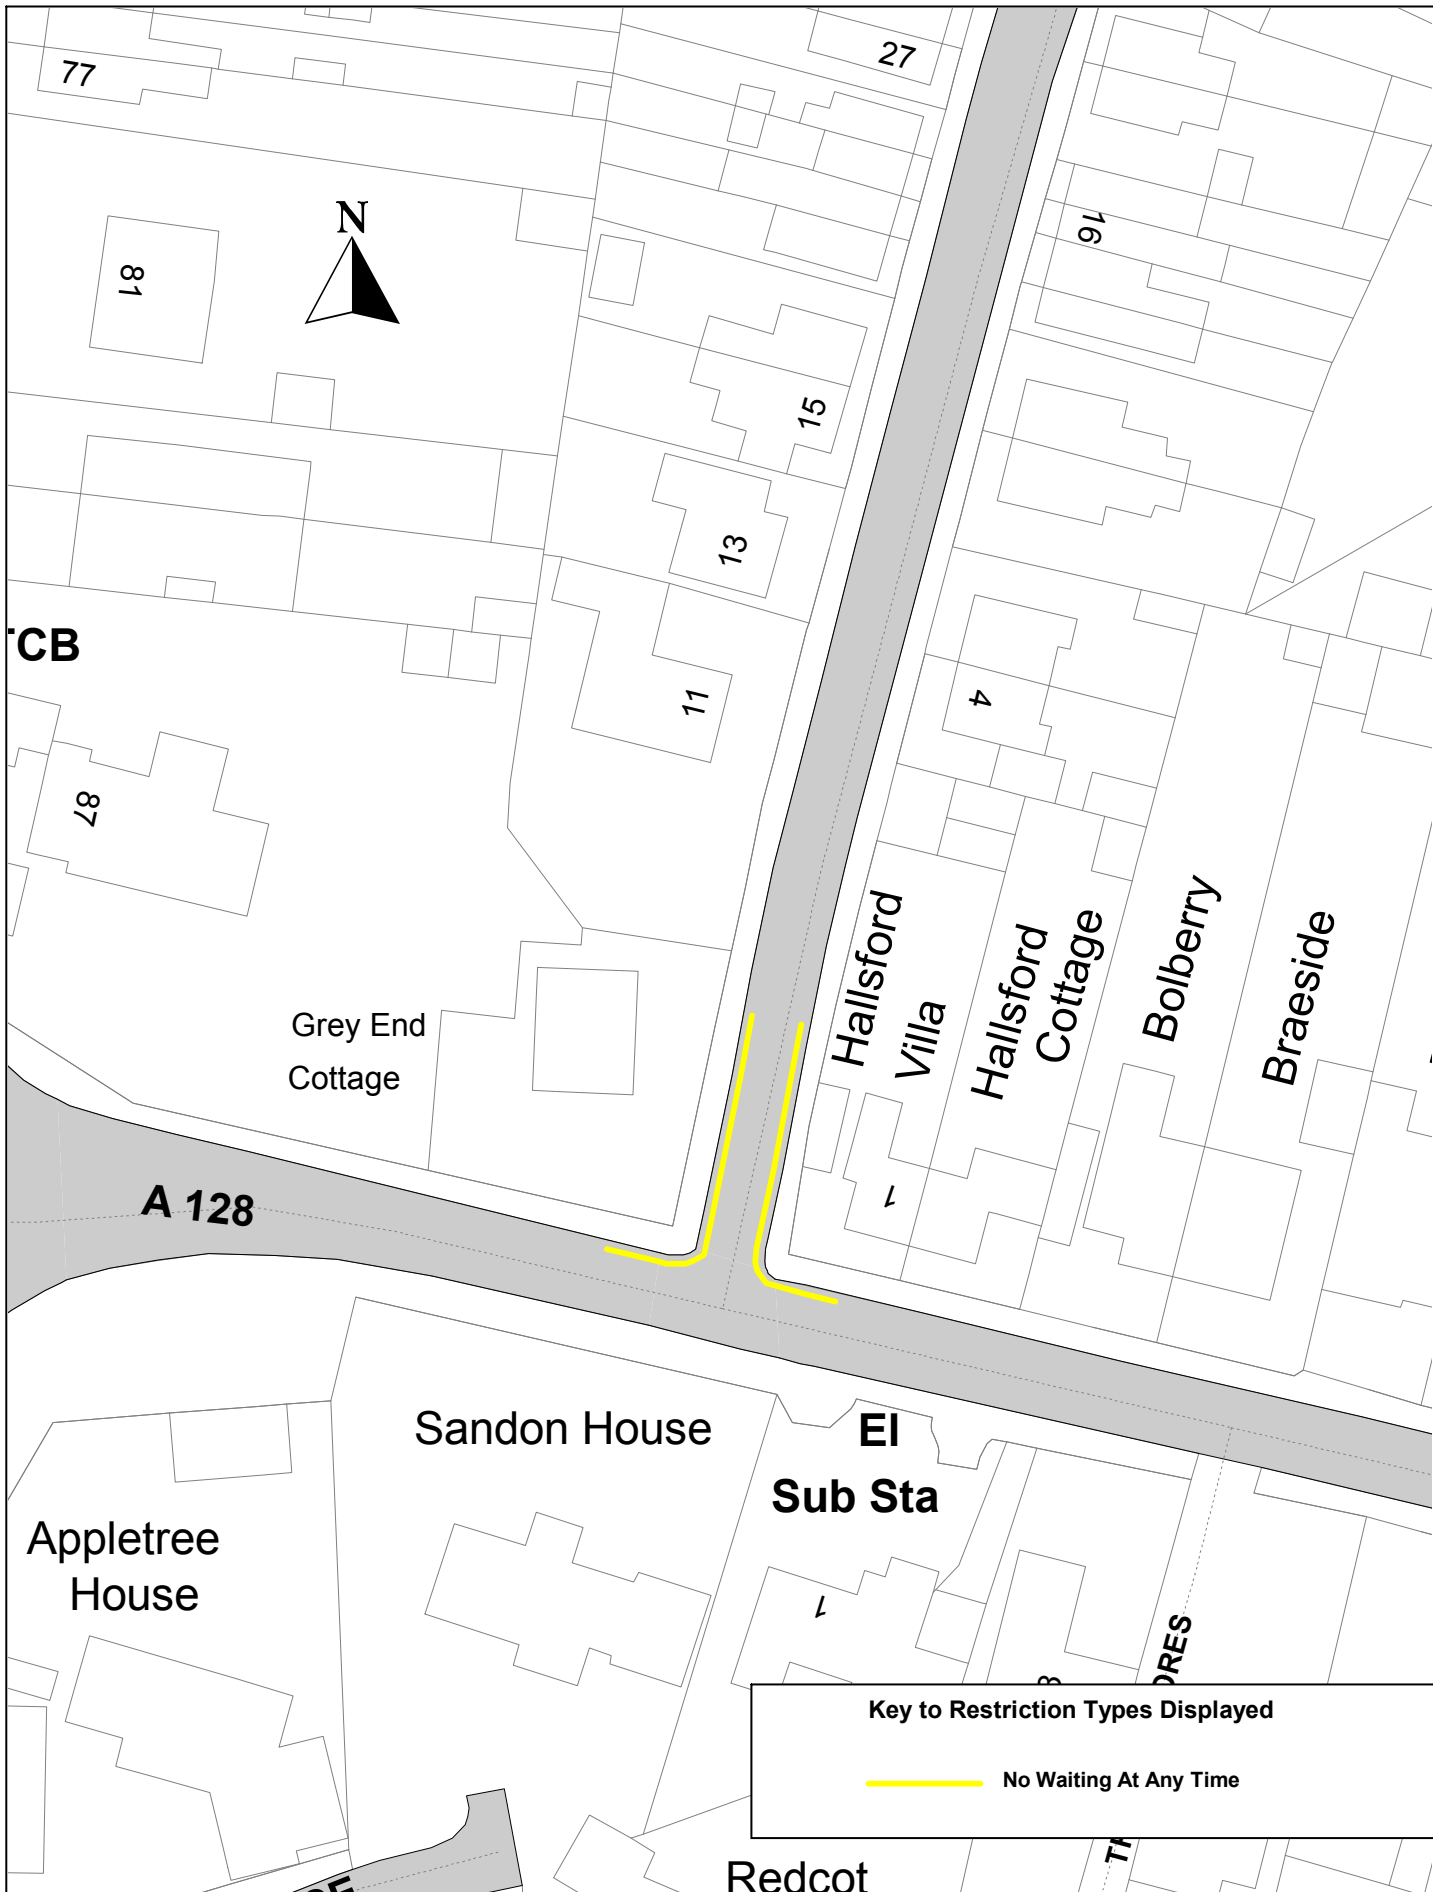 27
77
N
16
81
15
13
TCB
11
4
87
Hallsford
Villa
Hallsford
Cottage
Bolberry
Braeside
Grey End
Cottage
A 128
1
Sandon House
El
Sub Sta
Appletree
House
1
ORES
Key to Restriction Types Displayed
No Waiting At Any Time
Redcot